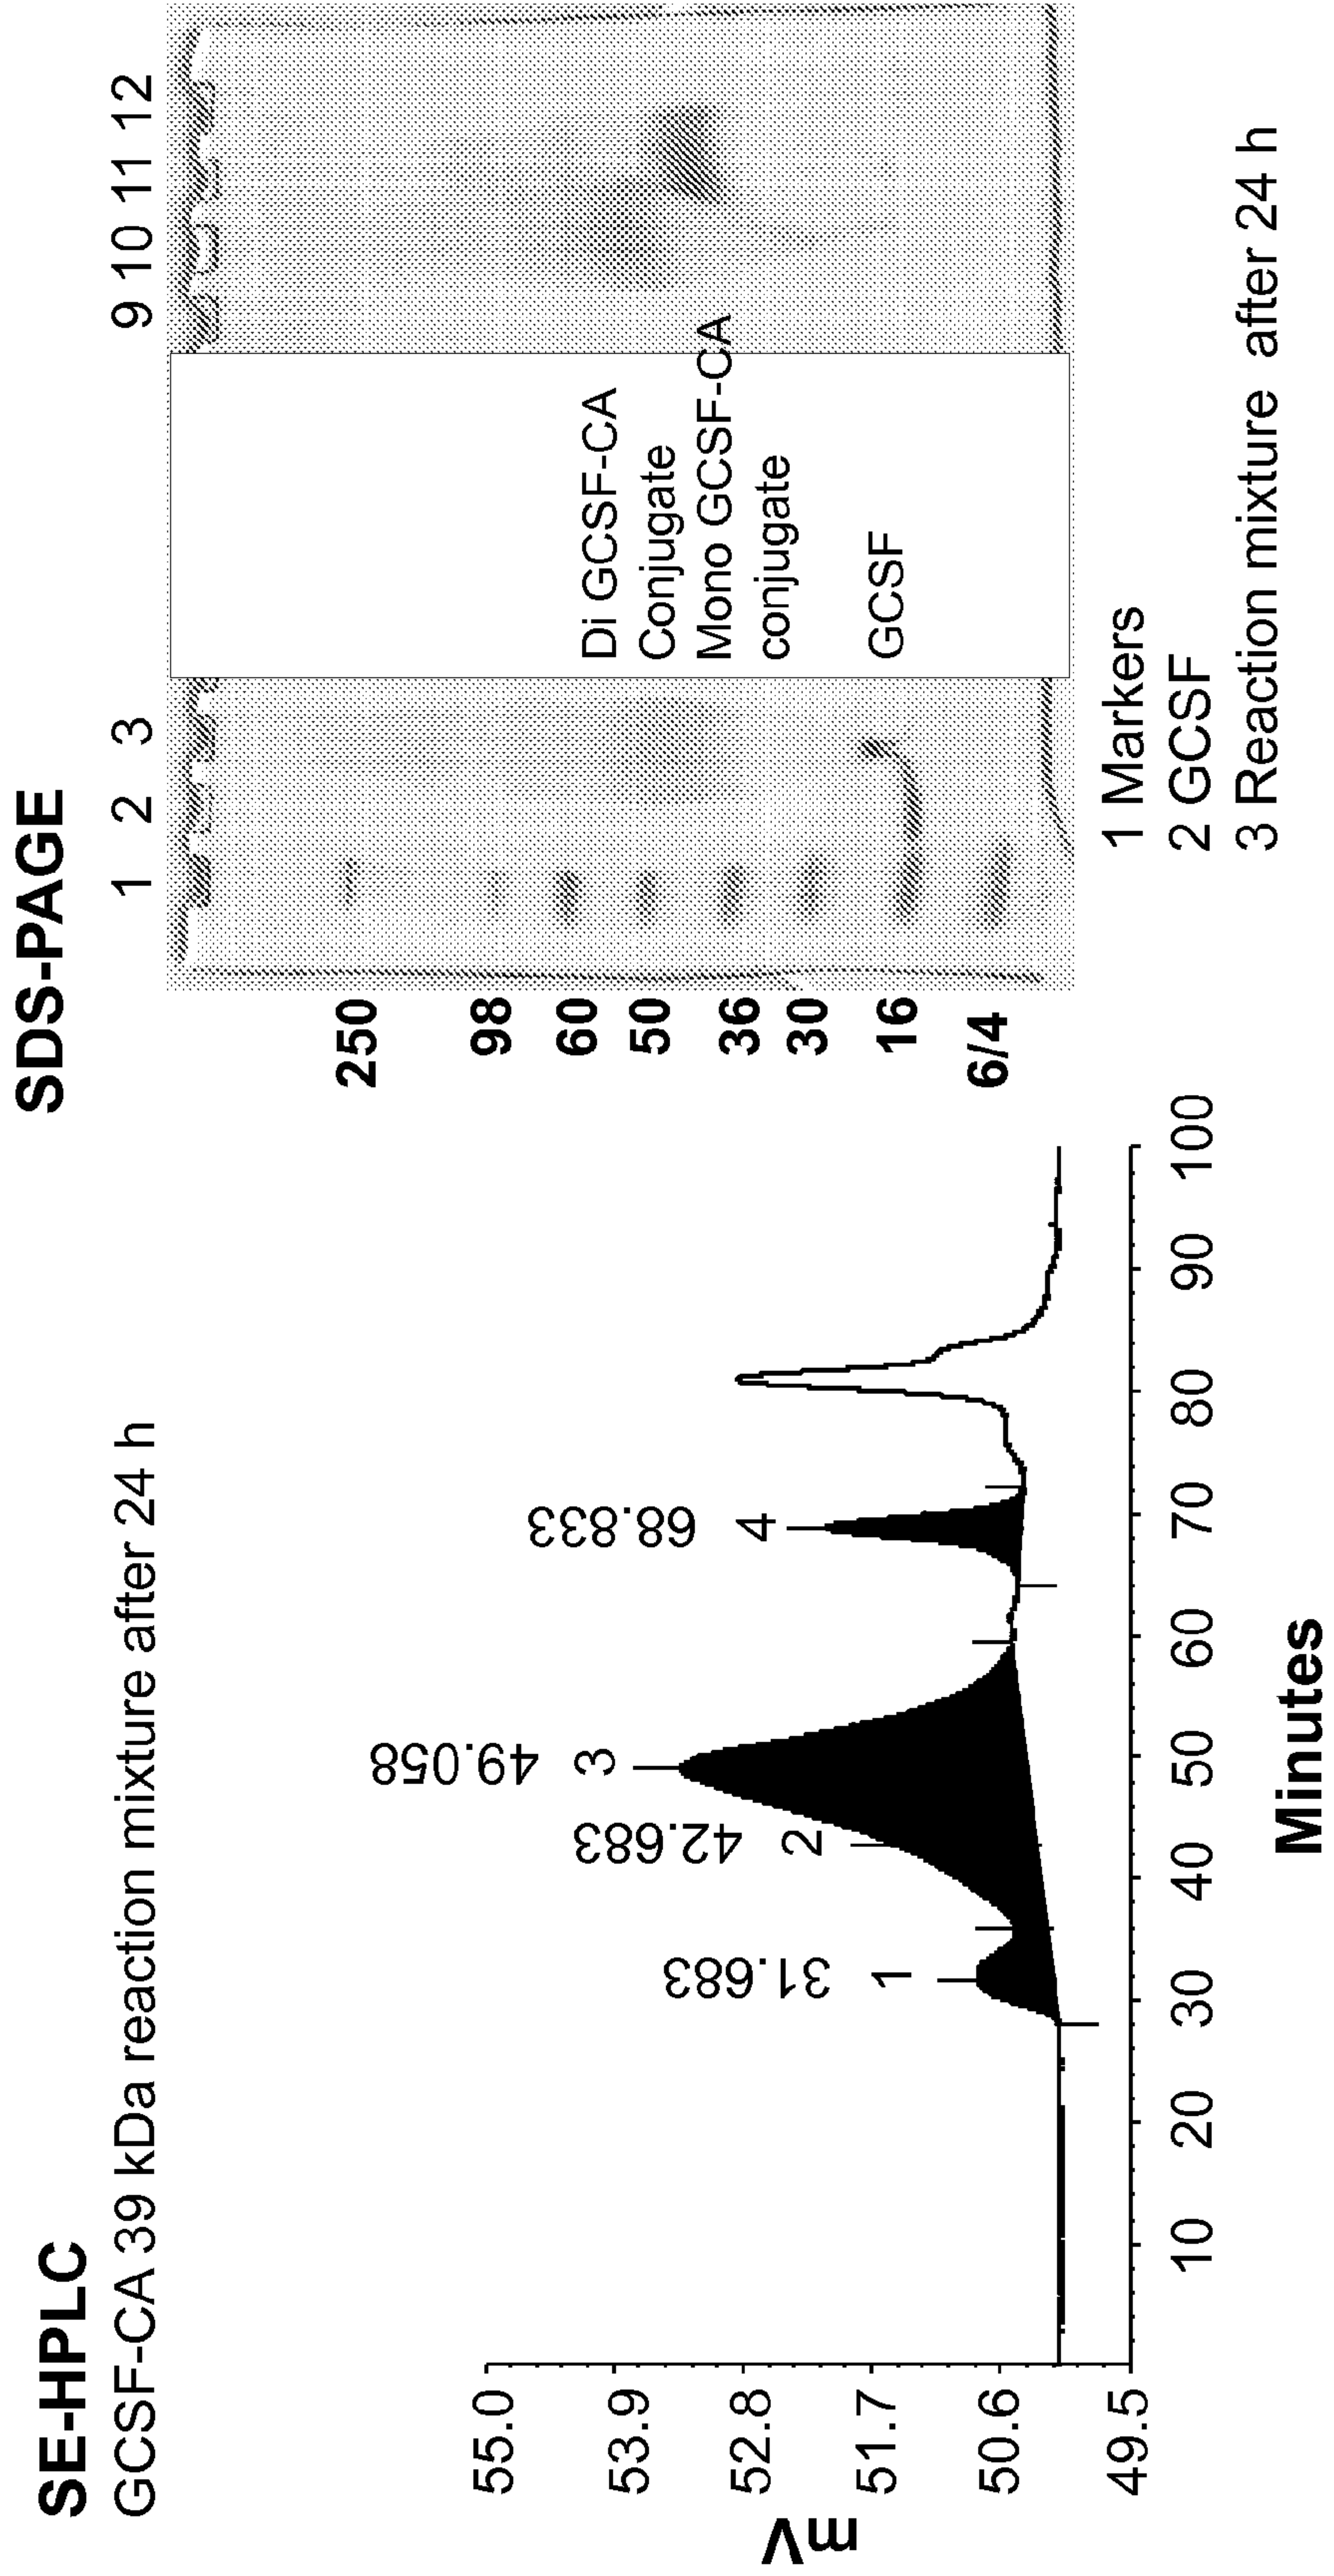 SE-HPLC
GCSF-CA 39 kDa reaction mixture after 24 h
mV
55.0
53.9
52.8
51.7
50.6
49.5
31.683
1
42.683
2
49.058
3
68.833
4
10 20 30 40 50 60 70 80 90 100
Minutes
SDS-PAGE
1 2 3 9 10 11 12
250
98
60
50
36
30
16
6/4
Di GCSF-CA
Conjugate
Mono GCSF-CA
conjugate
GCSF
1 Markers
2 GCSF
3 Reaction mixture after 24 h